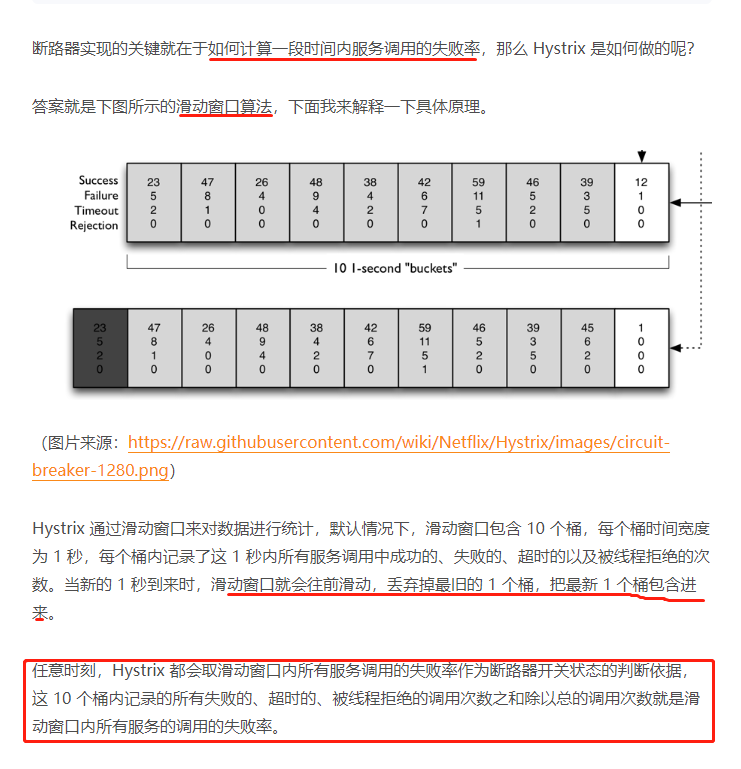 断路器实现的关键就在于如何计算一段时间内服务调用的失败率，那么 Hystrix 是如何做的呢？
答案就是下图所示的滑动窗口算法，下面我来解释一下具体原理。
Success 23 47 26 48 38 42 59 46 39 12
Failure 5 8 4 9 4 6 11 5 3 1
Timeout 2 1 0 4 2 7 5 2 5 0
Rejection 0 0 0 0 0 0 1 0 0 0
10 1-second "buckets"
23 47 26 48 38 42 59 46 39 45 1
5 8 4 9 4 6 11 5 3 6 0
2 1 0 4 2 7 5 2 5 2 0
0 0 0 0 0 0 1 0 0 0 0
（图片来源：https://raw.githubusercontent.com/wiki/Netflix/Hystrix/images/circuit-
breaker-1280.png）
Hystrix 通过滑动窗口来对数据进行统计，默认情况下，滑动窗口包含 10 个桶，每个桶时间宽度
为 1 秒，每个桶内记录了这 1 秒内所有服务调用中成功的、失败的、超时的以及被线程拒绝的次
数。当新的 1 秒到来时，滑动窗口就会往前滑动，丢弃掉最旧的 1 个桶，把最新 1 个桶包含进
来。
任意时刻，Hystrix 都会取滑动窗口内所有服务调用的失败率作为断路器开关状态的判断依据，
这 10 个桶内记录的所有失败的、超时的、被线程拒绝的调用次数之和除以总的调用次数就是滑
动窗口内所有服务的调用的失败率。